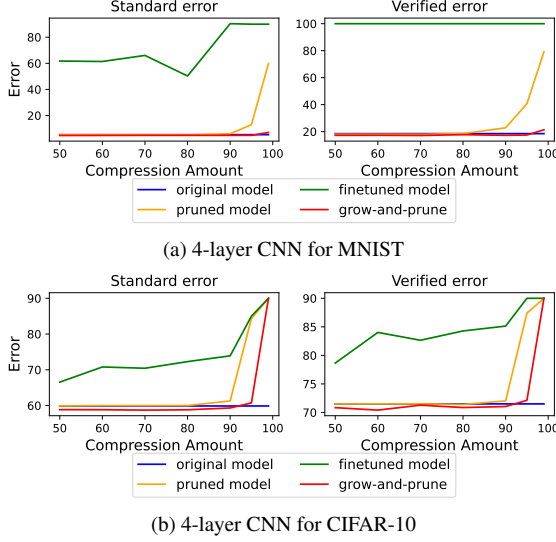 Standard error
Verified error
Error
80
60
40
20
100
80
60
40
20
50 60 70 80 90 100
50 60 70 80 90 100
Compression Amount
Compression Amount
original model
finetuned model
pruned model
grow-and-prune
(a) 4-layer CNN for MNIST
Standard error
Verified error
Error
90
80
70
60
90
85
80
75
70
50 60 70 80 90 100
50 60 70 80 90 100
Compression Amount
Compression Amount
original model
finetuned model
pruned model
grow-and-prune
(b) 4-layer CNN for CIFAR-10